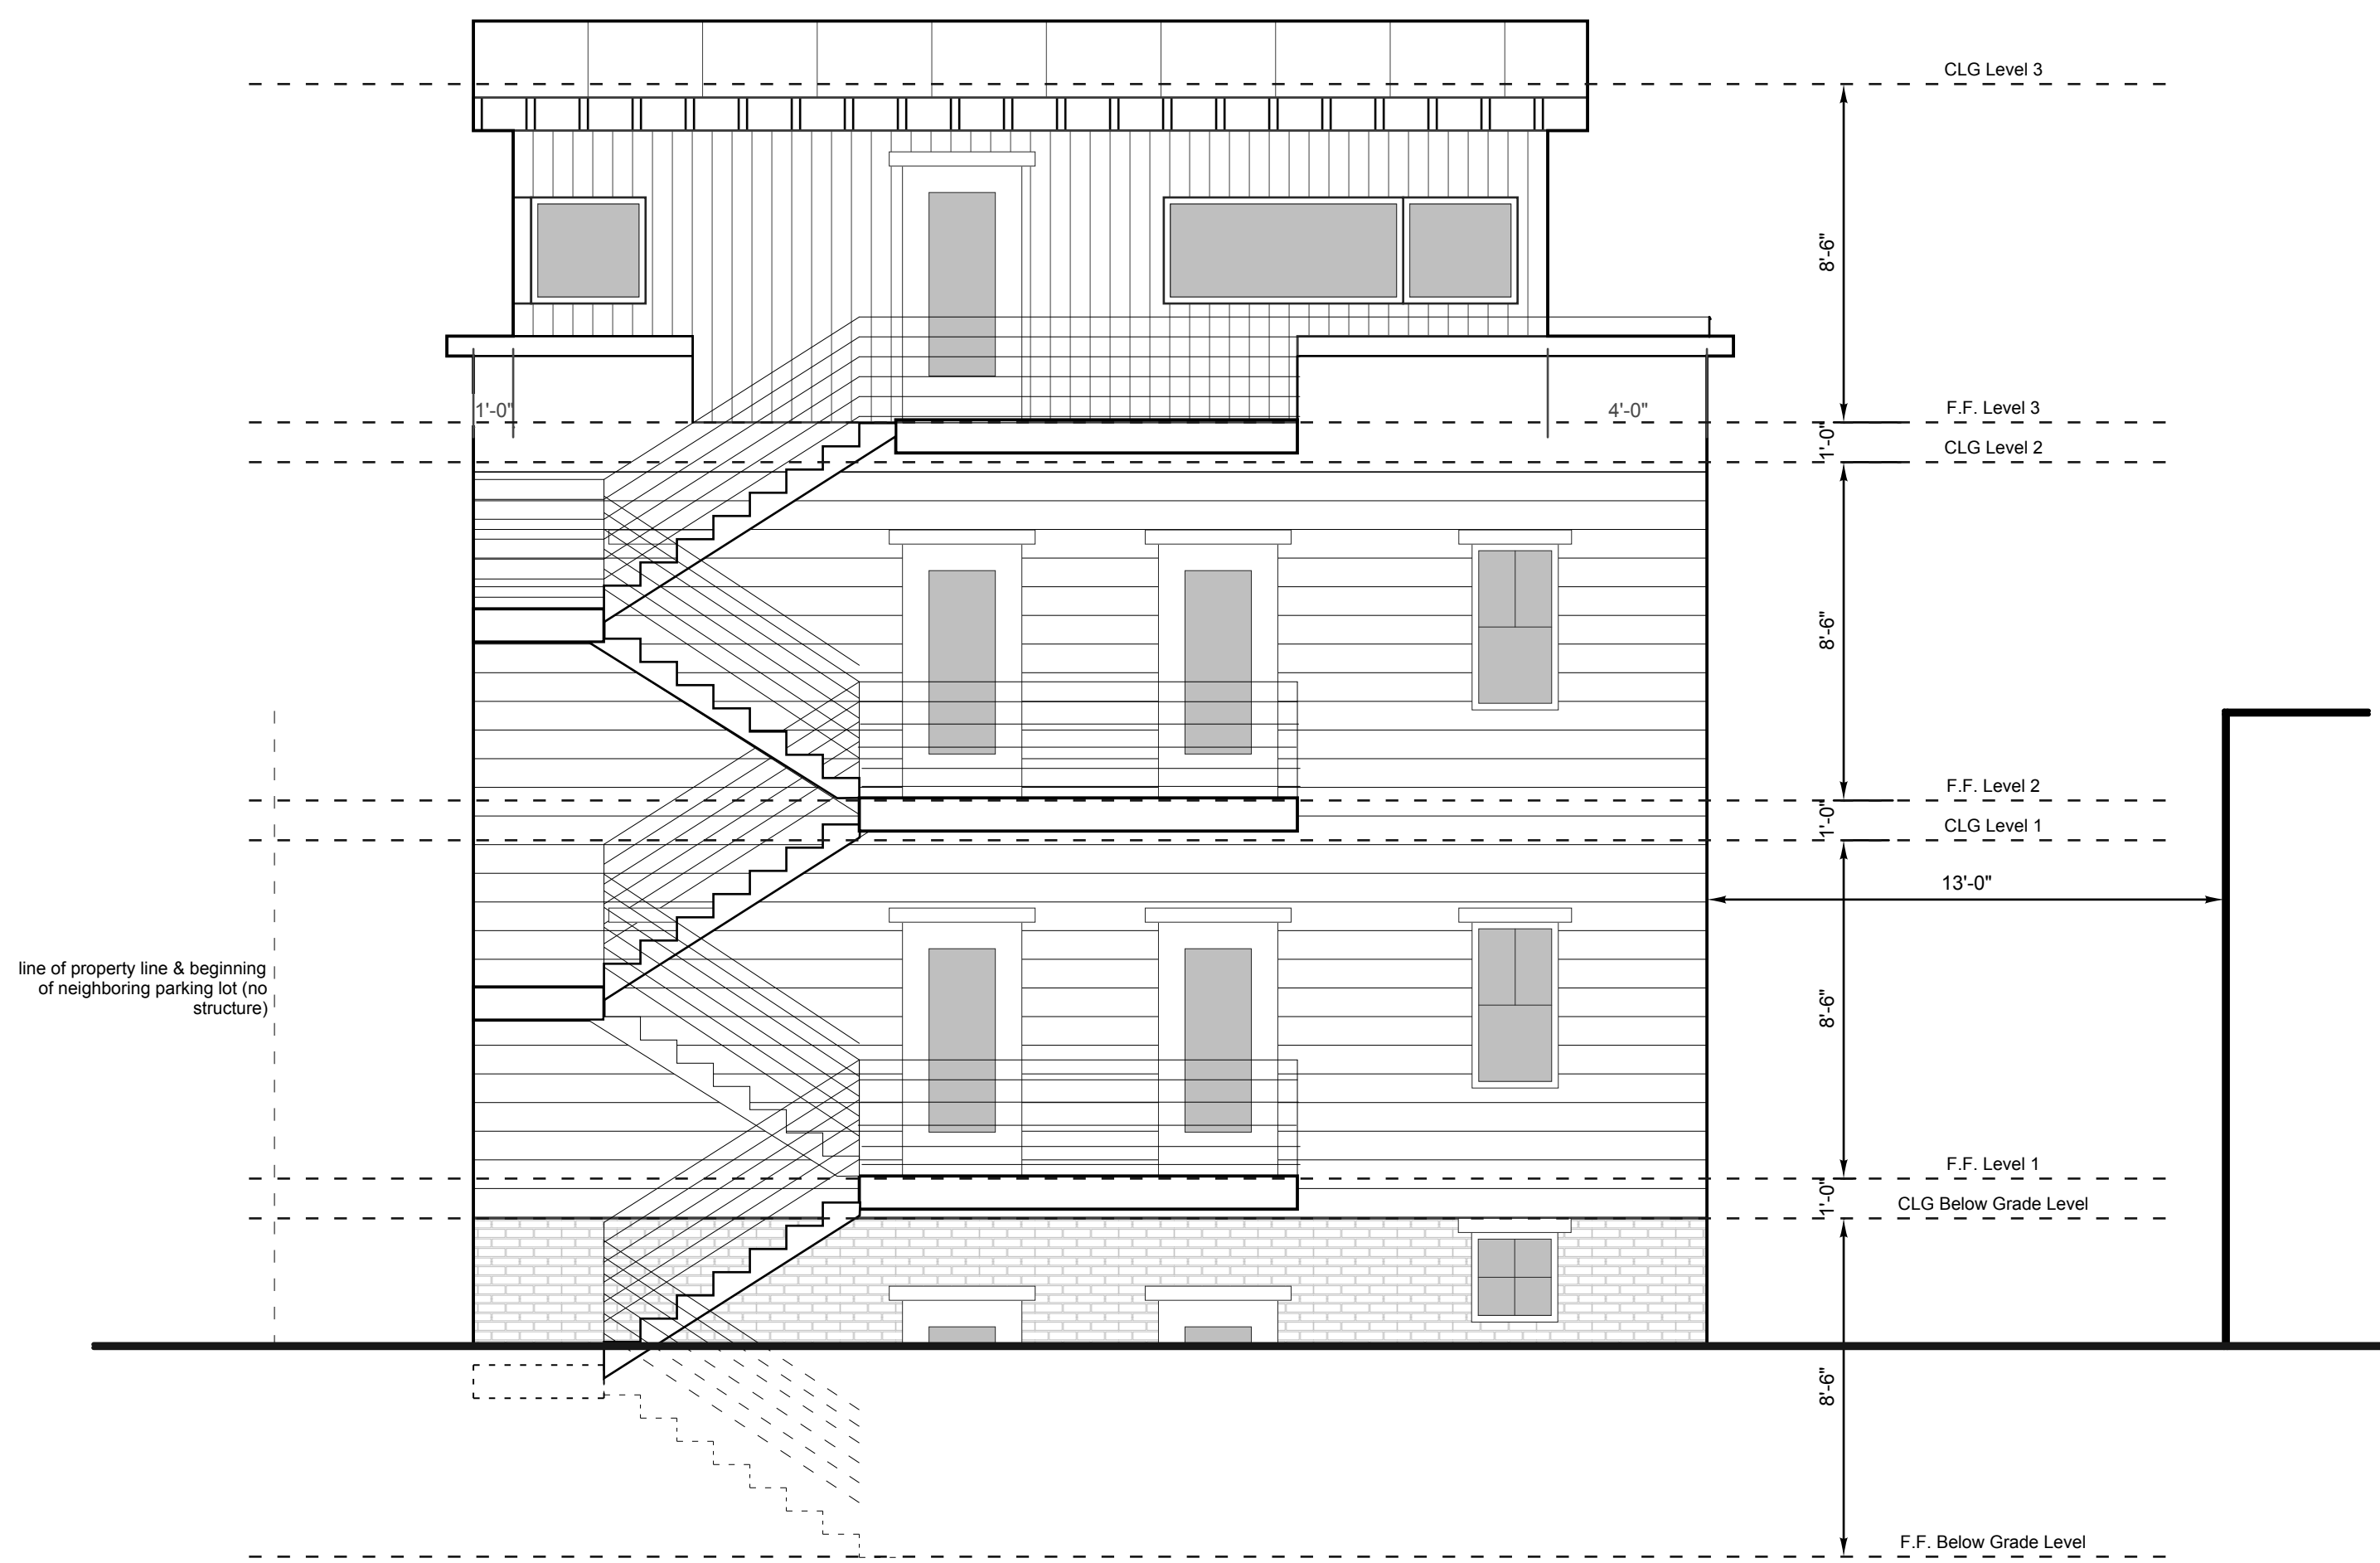 CLG Level 3
8'-6"
1'-0"
4'-0"
F.F. Level 3
1'-0"
CLG Level 2
8'-6"
F.F. Level 2
1'-0"
CLG Level 1
13'-0"
line of property line & beginning
of neighboring parking lot (no
structure)
8'-6"
F.F. Level 1
1'-0"
CLG Below Grade Level
8'-6"
F.F. Below Grade Level